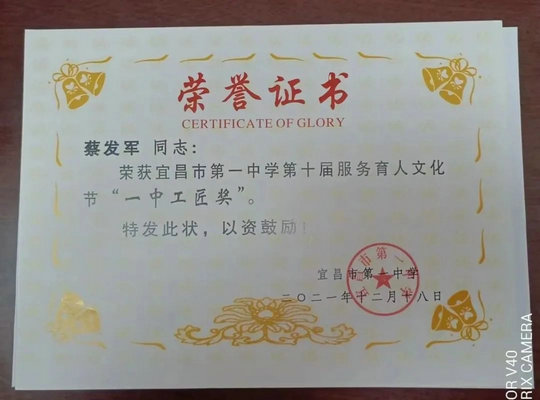 荣誉证书
CERTIFICATE OF GLORY
蔡发军 同志：
荣获宜昌市第一中学第十届服务育人文化
节“一中工匠奖”。
特发此状，以资鼓励！
宜昌市第一中学
二〇二一年十二月十八日
OR V40
RIX CAMERA